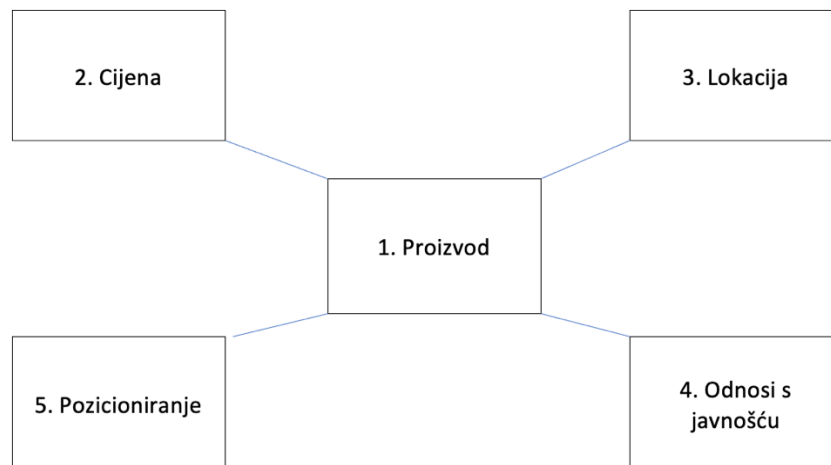 2. Cijena
3. Lokacija
1. Proizvod
5. Pozicioniranje
4. Odnosi s
javnošću